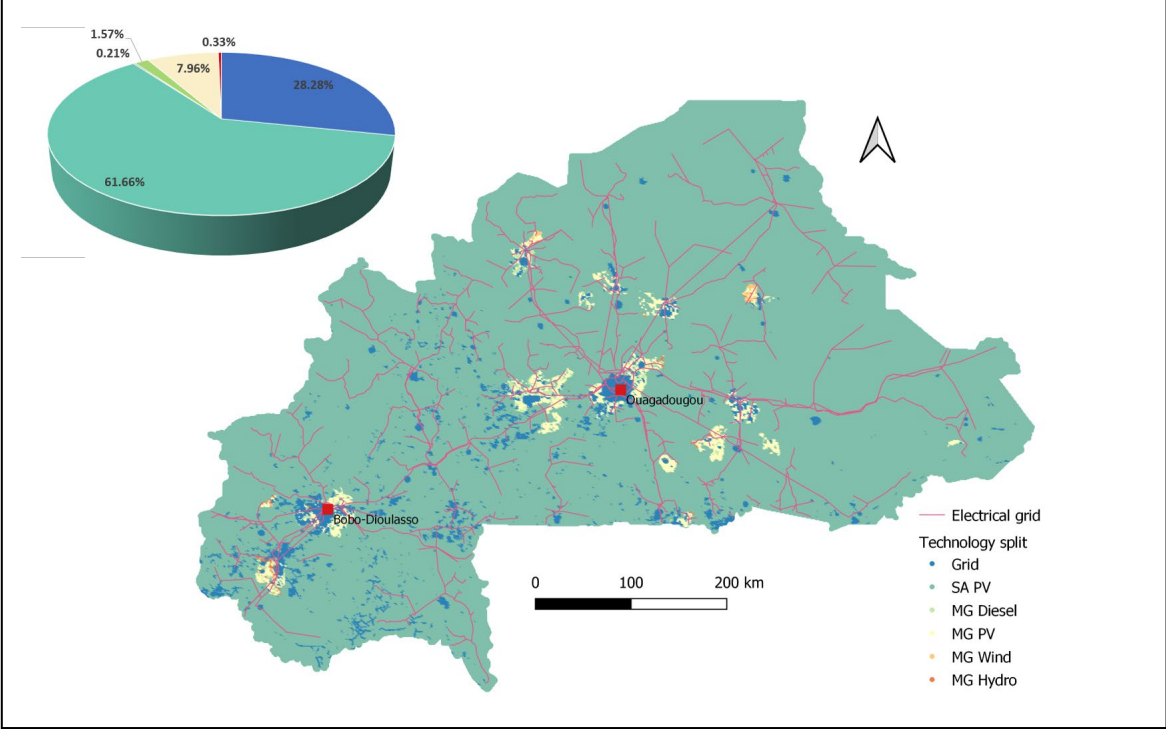 1.57%
0.33%
0.21%
7.96%
28.28%
61.66%
Ouagadougou
Bobo-Dioulasso
Electrical grid
Technology split
Grid
SA PV
MG Diesel
MG PV
MG Wind
MG Hydro
0 100 200 km